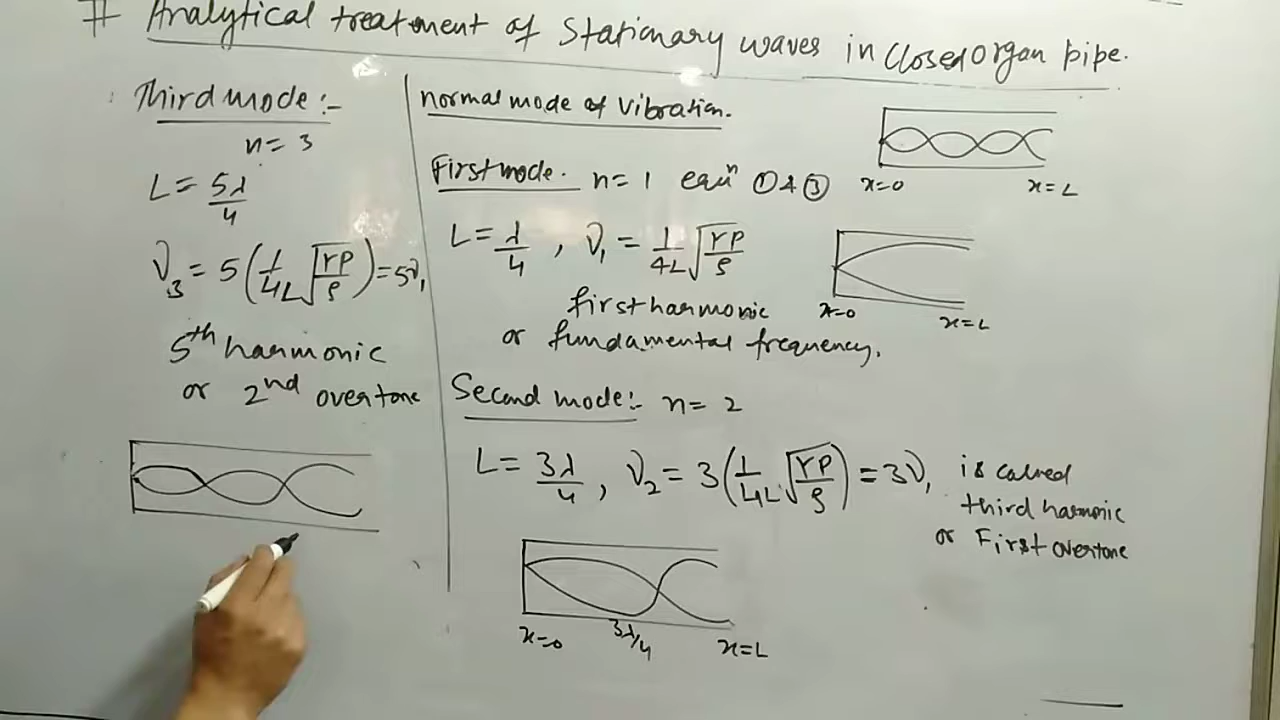 # Analytical treatment of Stationary waves in Closed Organ pipe.
Third mode :-
n = 3
L = 5λ/4
ν₃ = 5(1/4L √(γP/ρ)) = 5ν₁
5th harmonic
or 2nd overtone
normal mode of Vibration.
x=0 x=L
First mode. n=1 equⁿ ① & ③
L = λ/4 , ν₁ = 1/4L √(γP/ρ)
first harmonic
or fundamental frequency.
x=0 x=L
Second mode :- n = 2
L = 3λ/4 , ν₂ = 3(1/4L √(γP/ρ)) = 3ν₁ is called
third harmonic
or First overtone
x=0 3λ/4 x=L